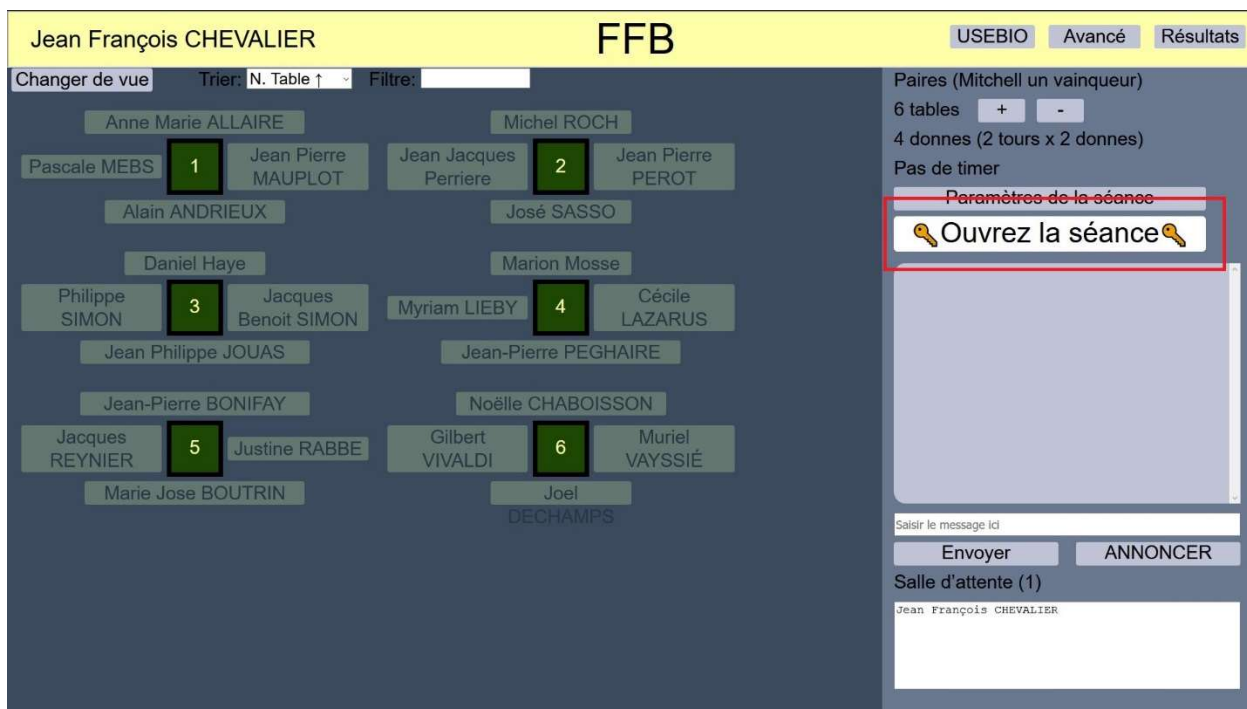 Jean François CHEVALIER
FFB
USEBIO
Avancé
Résultats
Changer de vue
Trier: N. Table ↑
Filtre:
Anne Marie ALLAIRE
Pascale MEBS
1
Jean Pierre
MAUPLOT
Alain ANDRIEUX
Michel ROCH
Jean Jacques
Perriere
2
Jean Pierre
PEROT
José SASSO
Daniel Haye
Philippe
SIMON
3
Jacques
Benoit SIMON
Jean Philippe JOUAS
Marion Mosse
Myriam LIEBY
4
Cécile
LAZARUS
Jean-Pierre PEGHAIRE
Jean-Pierre BONIFAY
Jacques
REYNIER
5
Justine RABBE
Marie Jose BOUTRIN
Noëlle CHABOISSON
Gilbert
VIVALDI
6
Muriel
VAYSSIÉ
Joel
DECHAMPS
Paires (Mitchell un vainqueur)
6 tables + -
4 donnes (2 tours x 2 donnes)
Pas de timer
Paramètres de la séance
Ouvrez la séance
Saisir le message ici
Envoyer
ANNONCER
Salle d'attente (1)
Jean François CHEVALIER